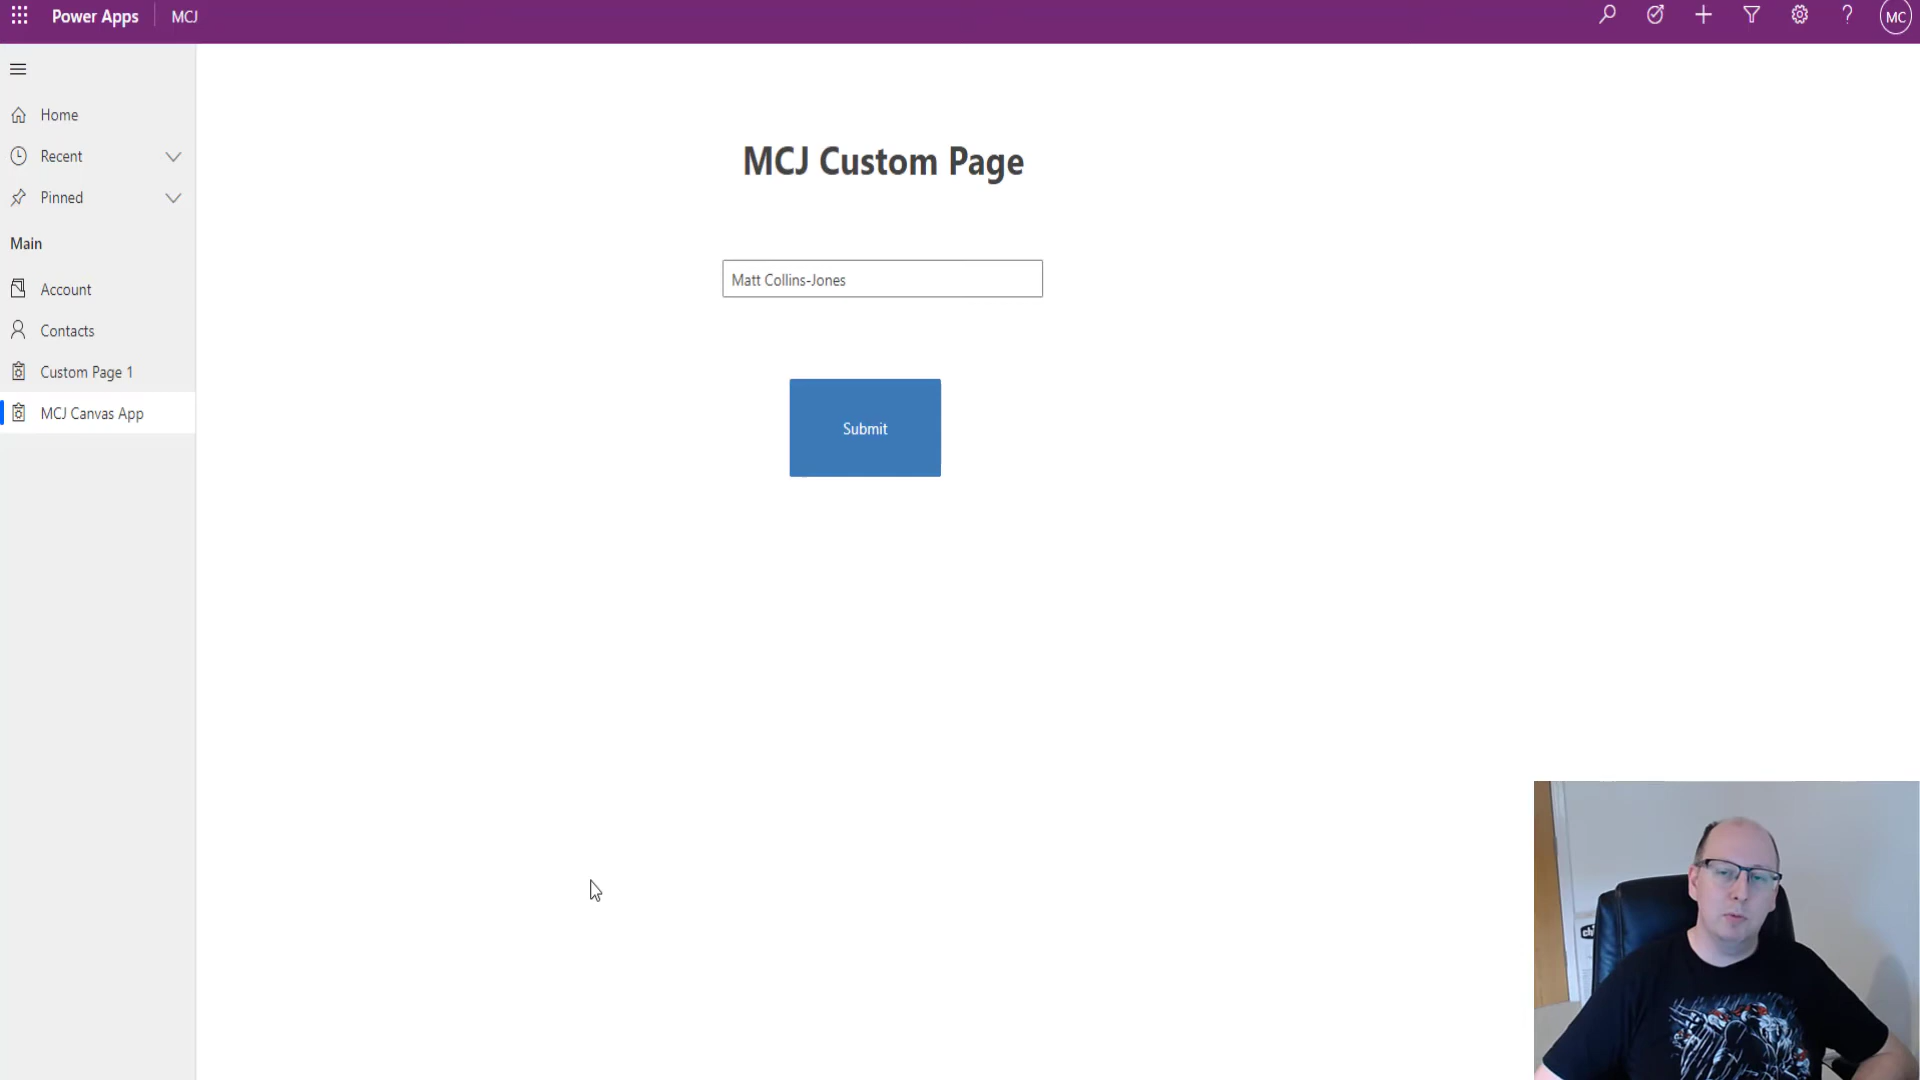 Power Apps
MCJ
MC
Home
Recent
Pinned
Main
Account
Contacts
Custom Page 1
MCJ Canvas App
MCJ Custom Page
Matt Collins-Jones
Submit